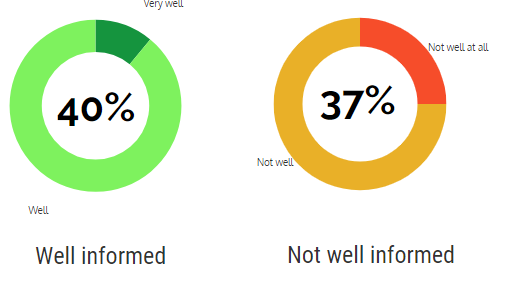 Very well
40%
Well
Well informed
Not well at all
37%
Not well
Not well informed